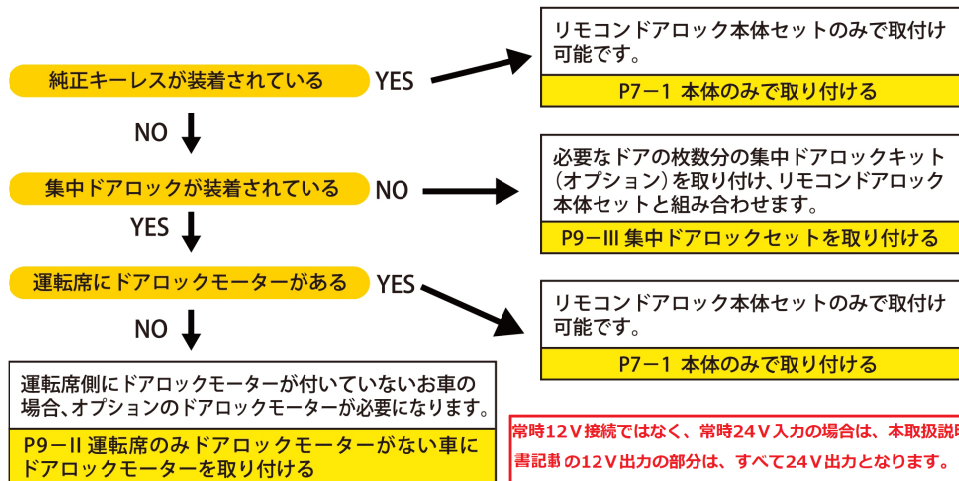 純正キーレスが装着されている
YES
リモコンドアロック本体セットのみで取付け
可能です。
P7－1 本体のみで取り付ける
NO
集中ドアロックが装着されている
NO
必要なドアの枚数分の集中ドアロックキット
（オプション）を取り付け、リモコンドアロック
本体セットと組み合わせます。
P9－III 集中ドアロックセットを取り付ける
YES
運転席にドアロックモーターがある
YES
リモコンドアロック本体セットのみで取付け
可能です。
P7－1 本体のみで取り付ける
NO
運転席側にドアロックモーターが付いていないお車の
場合、オプションのドアロックモーターが必要になります。
P9－II 運転席のみドアロックモーターがない車に
ドアロックモーターを取り付ける
常時12V接続ではなく、常時24V入力の場合は、本取扱説明
書記載の12V出力の部分は、すべて24V出力となります。